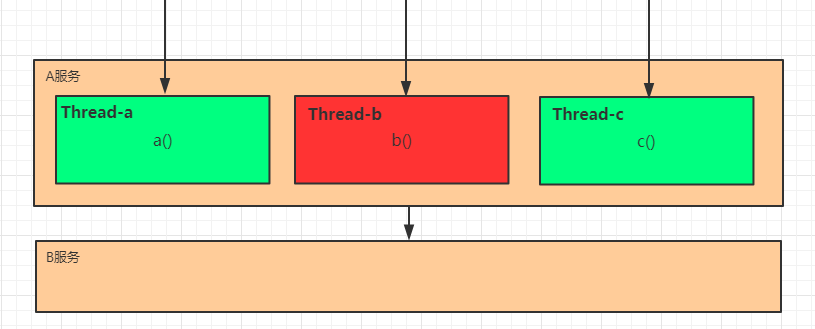 A服务
Thread-a
a()
Thread-b
b()
Thread-c
c()
B服务